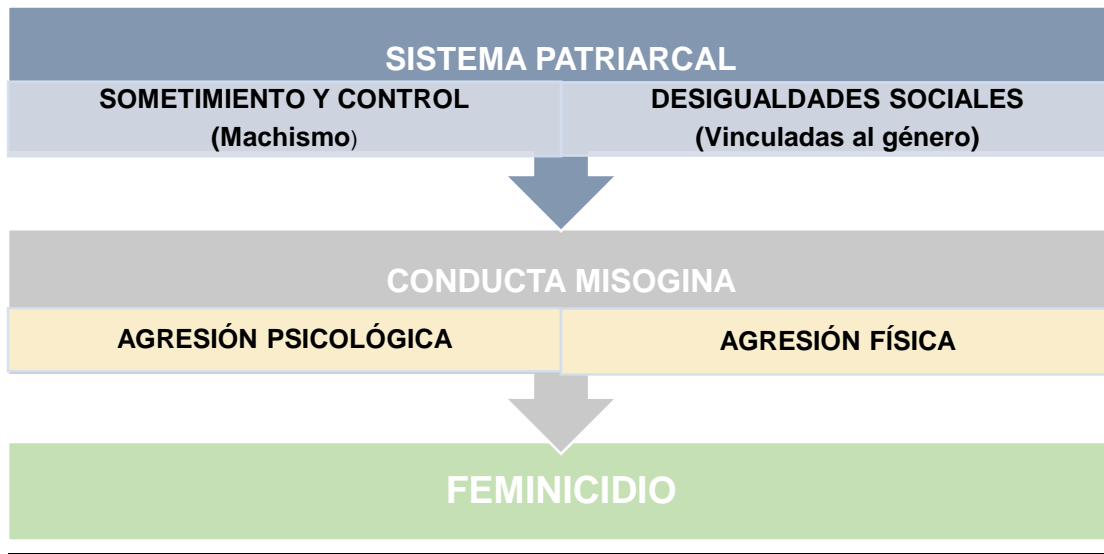 SISTEMA PATRIARCAL
SOMETIMIENTO Y CONTROL
(Machismo)
DESIGUALDADES SOCIALES
(Vinculadas al género)
CONDUCTA MISOGINA
AGRESIÓN PSICOLÓGICA
AGRESIÓN FÍSICA
FEMINICIDIO